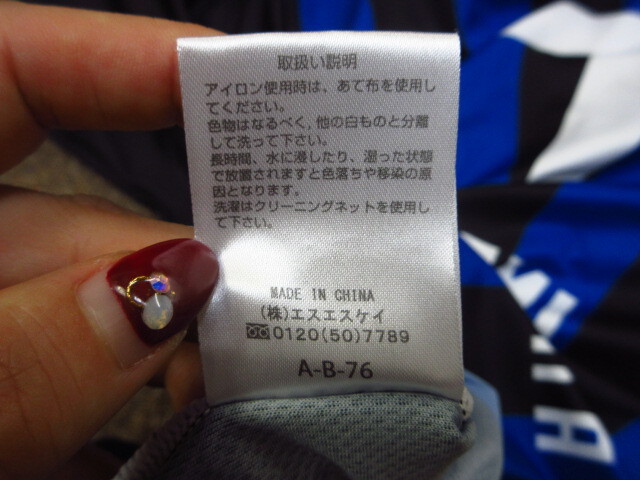 取扱い説明
アイロン使用時は、あて布を使用し
てください。
色物はなるべく、他の白ものと分離
して洗って下さい。
長時間、水に浸したり、湿った状態
で放置されますと色落ちや移染の原
因となります。
洗濯はクリーニングネットを使用し
て下さい。
MADE IN CHINA
(株)エスエスケイ
0120(50)7789
A-B-76